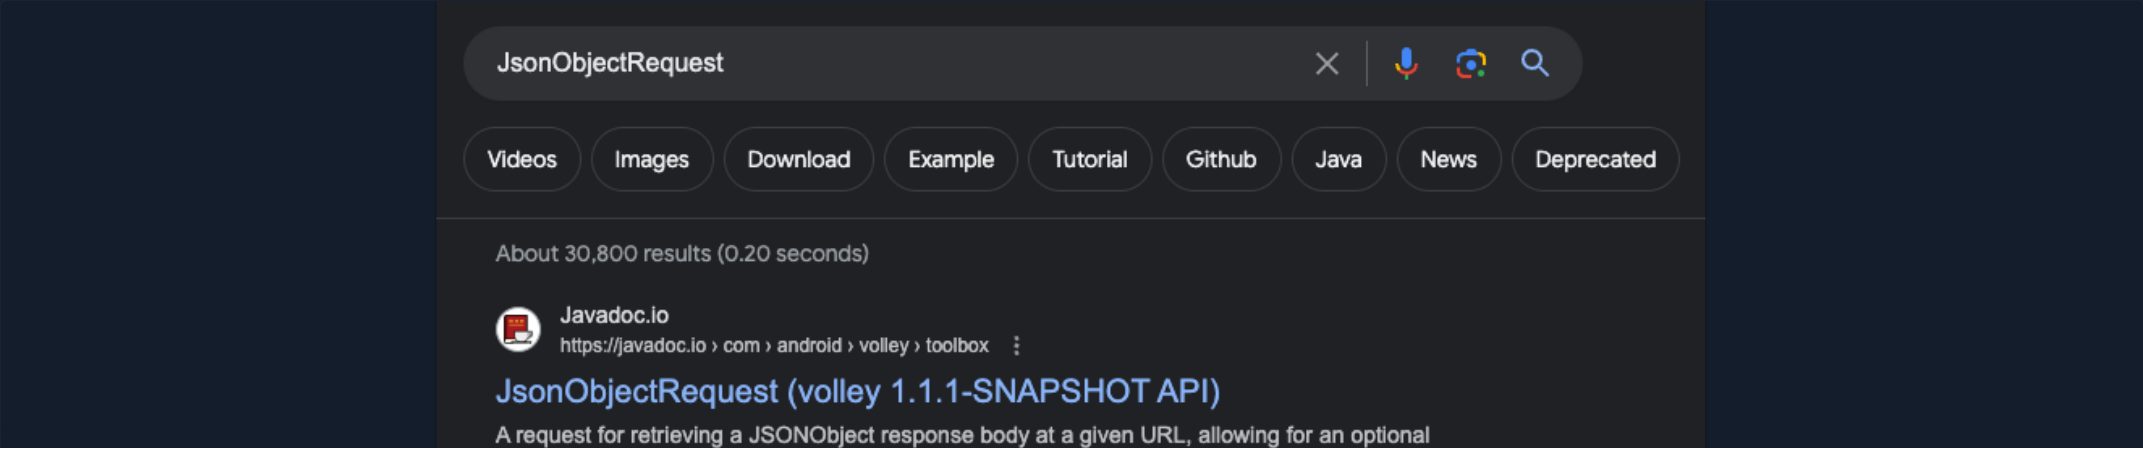 JsonObjectRequest
Videos Images Download Example Tutorial Github Java News Deprecated
About 30,800 results (0.20 seconds)
Javadoc.io
https://javadoc.io › com › android › volley › toolbox
JsonObjectRequest (volley 1.1.1-SNAPSHOT API)
A request for retrieving a JSONObject response body at a given URL, allowing for an optional